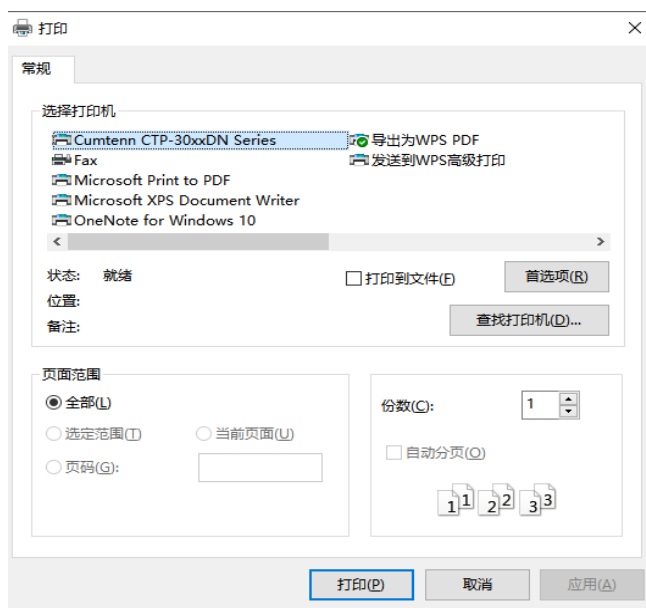 打印
常规
选择打印机
Cumtenn CTP-30xxDN Series
导出为WPS PDF
Fax
发送到WPS高级打印
Microsoft Print to PDF
Microsoft XPS Document Writer
OneNote for Windows 10
状态: 就绪
打印到文件(F)
首选项(R)
位置:
备注:
查找打印机(D)...
页面范围
全部(L)
选定范围(T)
当前页面(U)
页码(G):
份数(C):
1
自动分页(O)
1 1 2 2 3 3
打印(P)
取消
应用(A)